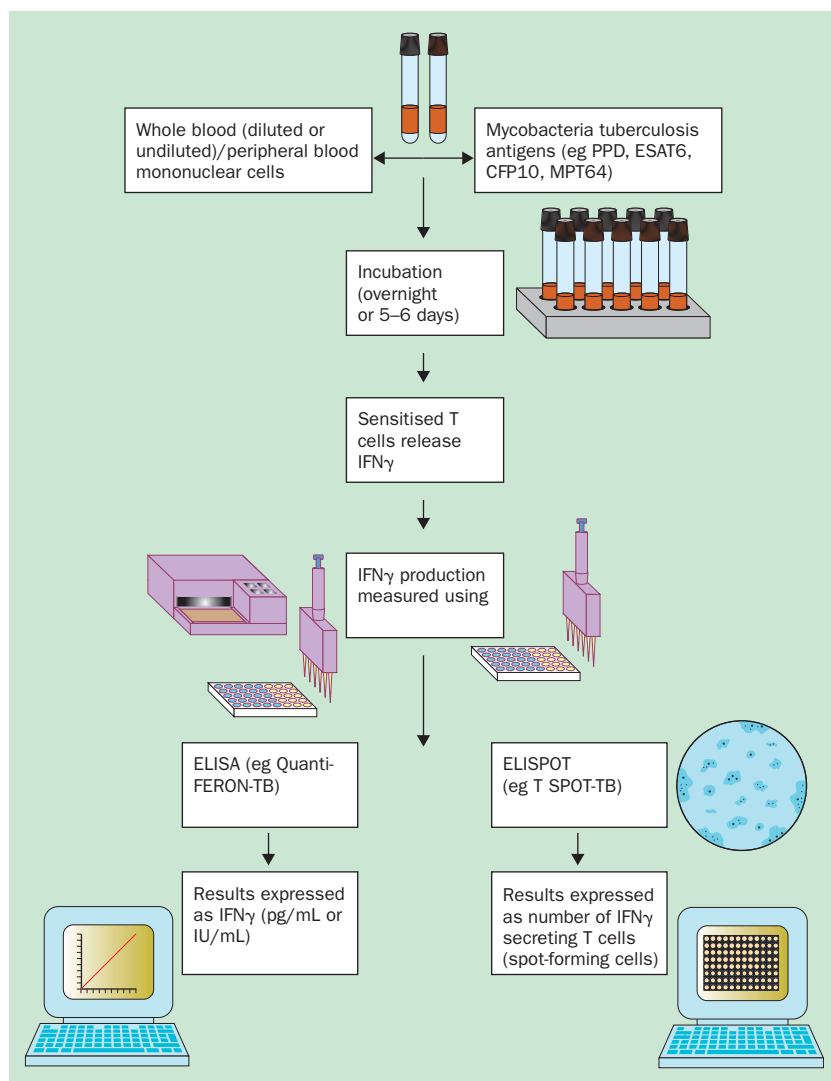 Whole blood (diluted or
undiluted)/peripheral blood
mononuclear cells
Mycobacteria tuberculosis
antigens (eg PPD, ESAT6,
CFP10, MPT64)
Incubation
(overnight
or 5–6 days)
Sensitised T
cells release
IFNγ
IFNγ production
measured using
ELISA (eg Quanti-
FERON-TB)
ELISPOT
(eg T SPOT-TB)
Results expressed
as IFNγ (pg/mL or
IU/mL)
Results expressed
as number of IFNγ
secreting T cells
(spot-forming cells)